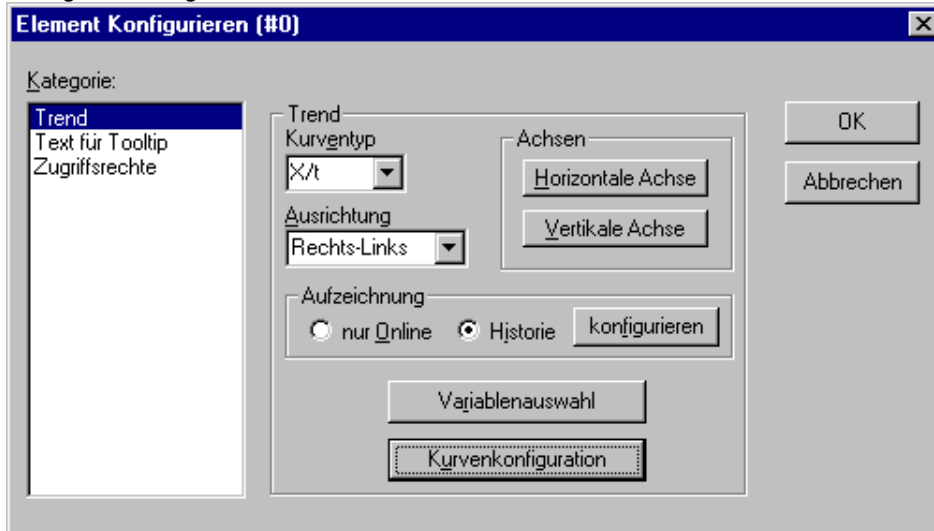 Element Konfigurieren (#0)
Kategorie:
Trend
Text für Tooltip
Zugriffsrechte
Trend
Kurventyp
X/t
Ausrichtung
Rechts-Links
Achsen
Horizontale Achse
Vertikale Achse
Aufzeichnung
nur Online
Historie
konfigurieren
Variablenauswahl
Kurvenkonfiguration
OK
Abbrechen